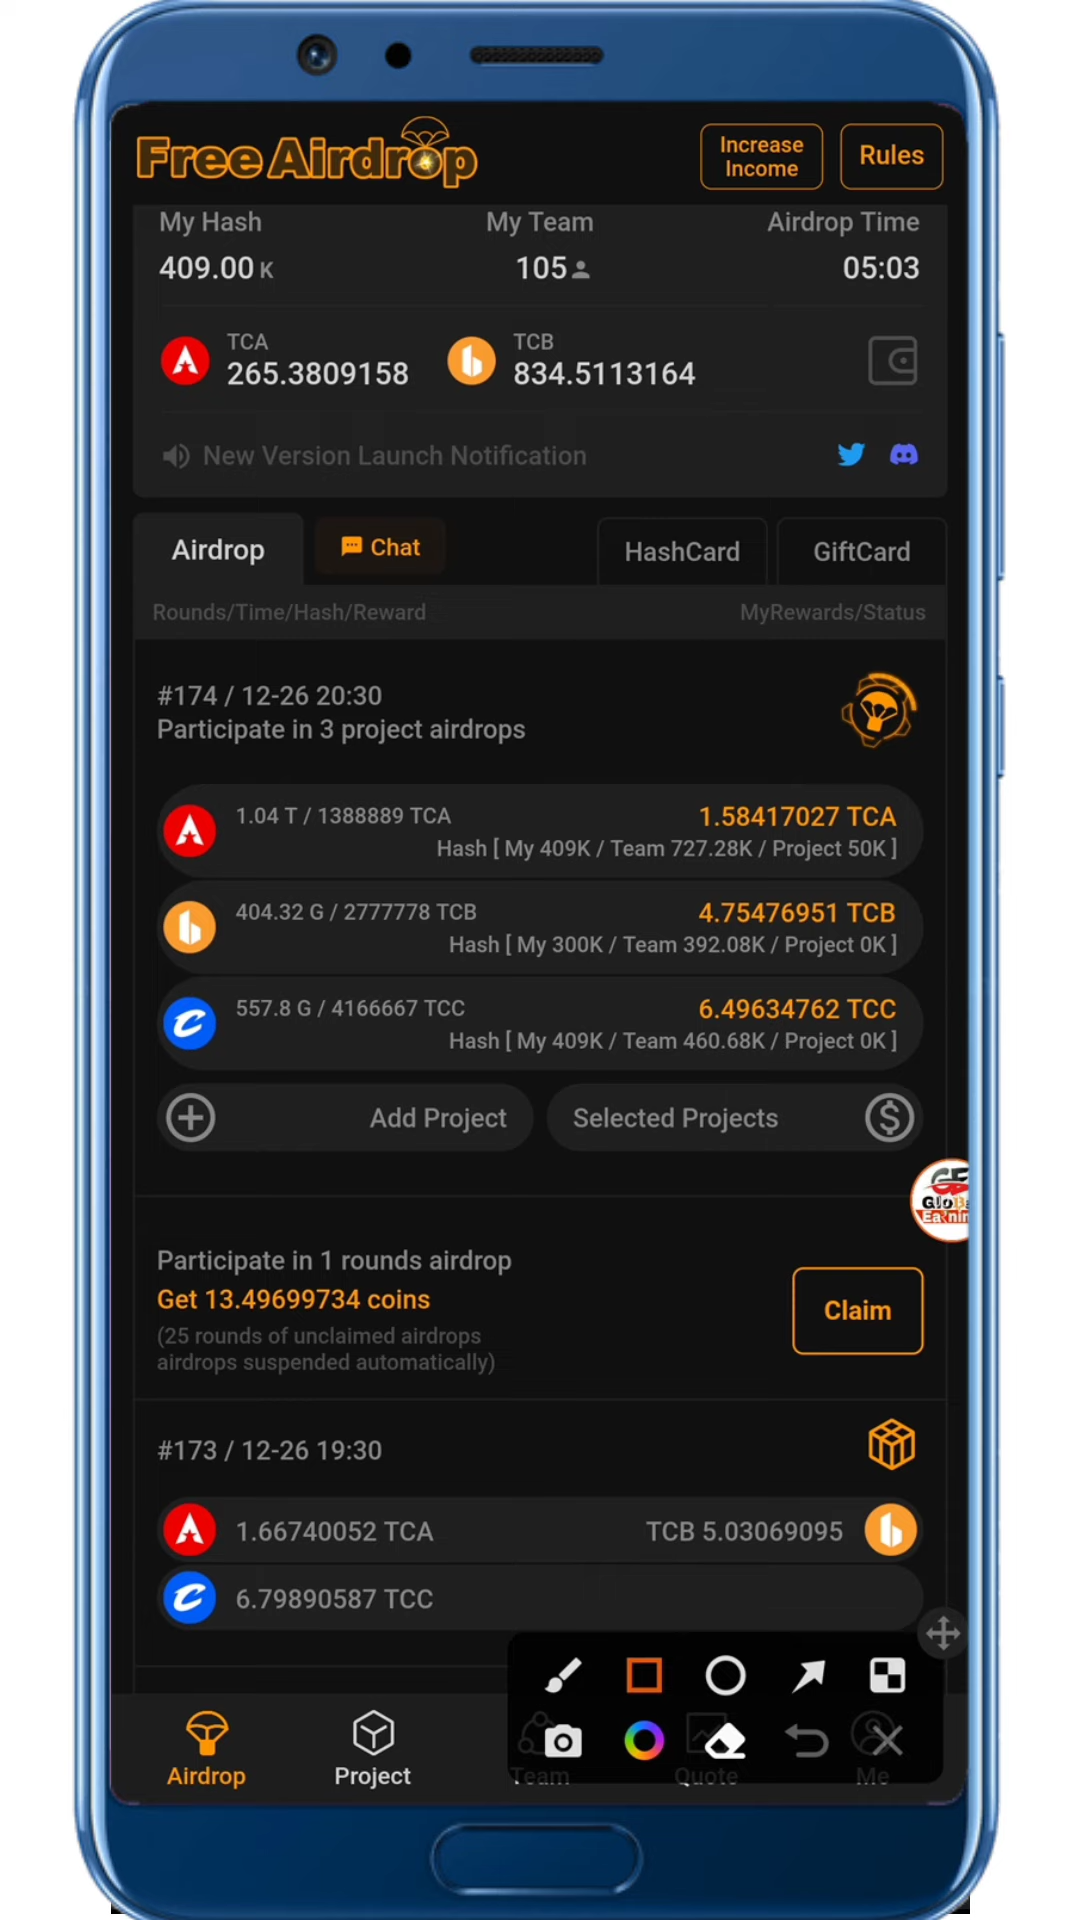 Free Airdrop
Increase
Income
Rules
My Hash
My Team
Airdrop Time
409.00 K
105
05:03
TCA
265.3809158
TCB
834.5113164
New Version Launch Notification
Airdrop
Chat
HashCard
GiftCard
Rounds/Time/Hash/Reward
MyRewards/Status
#174 / 12-26 20:30
Participate in 3 project airdrops
1.04 T / 1388889 TCA
1.58417027 TCA
Hash [ My 409K / Team 727.28K / Project 50K ]
404.32 G / 2777778 TCB
4.75476951 TCB
Hash [ My 300K / Team 392.08K / Project 0K ]
557.8 G / 4166667 TCC
6.49634762 TCC
Hash [ My 409K / Team 460.68K / Project 0K ]
Add Project
Selected Projects
Participate in 1 rounds airdrop
Get 13.49699734 coins
(25 rounds of unclaimed airdrops
airdrops suspended automatically)
Claim
#173 / 12-26 19:30
1.66740052 TCA
TCB 5.03069095
6.79890587 TCC
Airdrop
Project
Team
Quote
Me